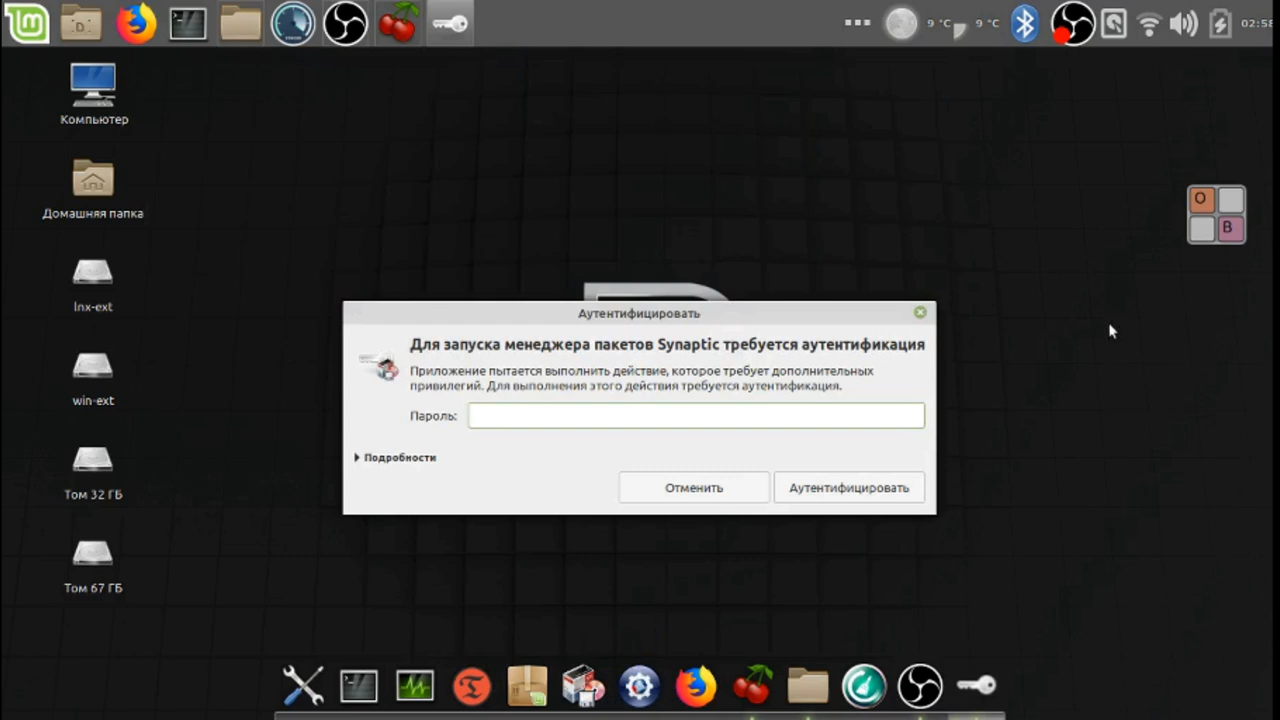 9 °C
9 °C
02:58
Компьютер
Домашняя папка
lnx-ext
win-ext
Том 32 ГБ
Том 67 ГБ
O
B
Аутентифицировать
Для запуска менеджера пакетов Synaptic требуется аутентификация
Приложение пытается выполнить действие, которое требует дополнительных
привилегий. Для выполнения этого действия требуется аутентификация.
Пароль:
Подробности
Отменить
Аутентифицировать